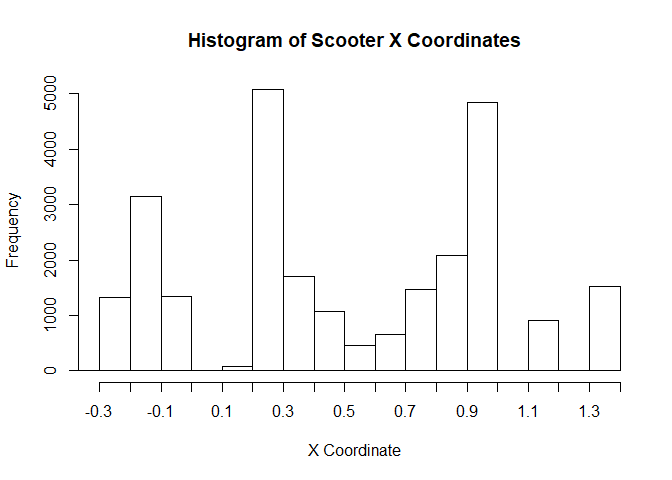 Histogram of Scooter X Coordinates
Frequency
5000
4000
3000
2000
1000
0
-0.3 -0.1 0.1 0.3 0.5 0.7 0.9 1.1 1.3
X Coordinate